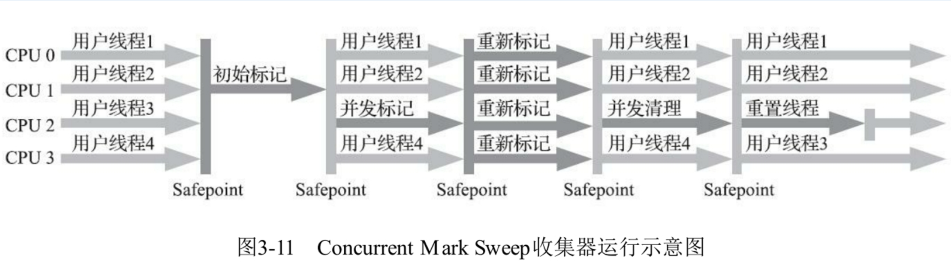 用户线程1 用户线程1 重新标记 用户线程1 用户线程1
CPU 0
用户线程2 初始标记 用户线程2 重新标记 用户线程2 用户线程2
CPU 1
用户线程3 并发标记 重新标记 并发清理 重置线程
CPU 2
用户线程4 用户线程4 重新标记 用户线程4 用户线程3
CPU 3
Safepoint Safepoint Safepoint Safepoint Safepoint
图3-11 Concurrent Mark Sweep收集器运行示意图